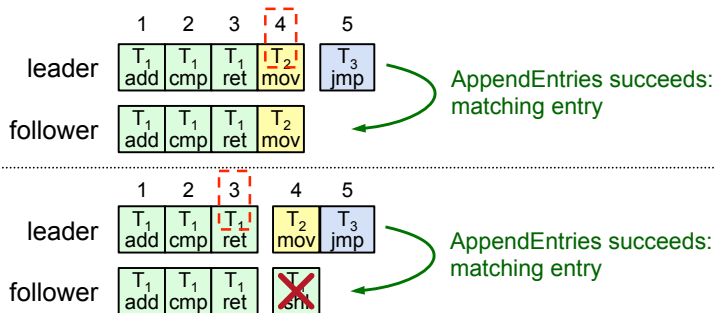 1 2 3 4 5
leader T1 add T1 cmp T1 ret T2 mov T3 jmp
AppendEntries succeeds:
matching entry
follower T1 add T1 cmp T1 ret T2 mov
1 2 3 4 5
leader T1 add T1 cmp T1 ret T2 mov T3 jmp
AppendEntries succeeds:
matching entry
follower T1 add T1 cmp T1 ret